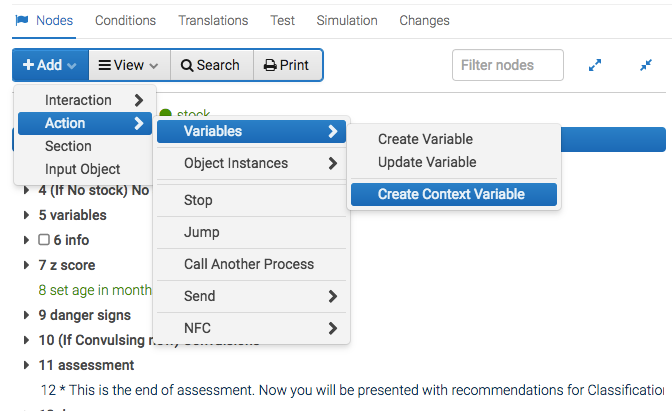 Nodes Conditions Translations Test Simulation Changes
Add View Search Print Filter nodes
Interaction
stock
Action
Variables
Create Variable
Section
Object Instances
Update Variable
Input Object
4 (If No stock) No
Stop
Create Context Variable
5 variables
Jump
6 info
7 z score
Call Another Process
8 set age in month
Send
9 danger signs
NFC
10 (If Convulsing
11 assessment
12 * This is the end of assessment. Now you will be presented with recommendations for Classification